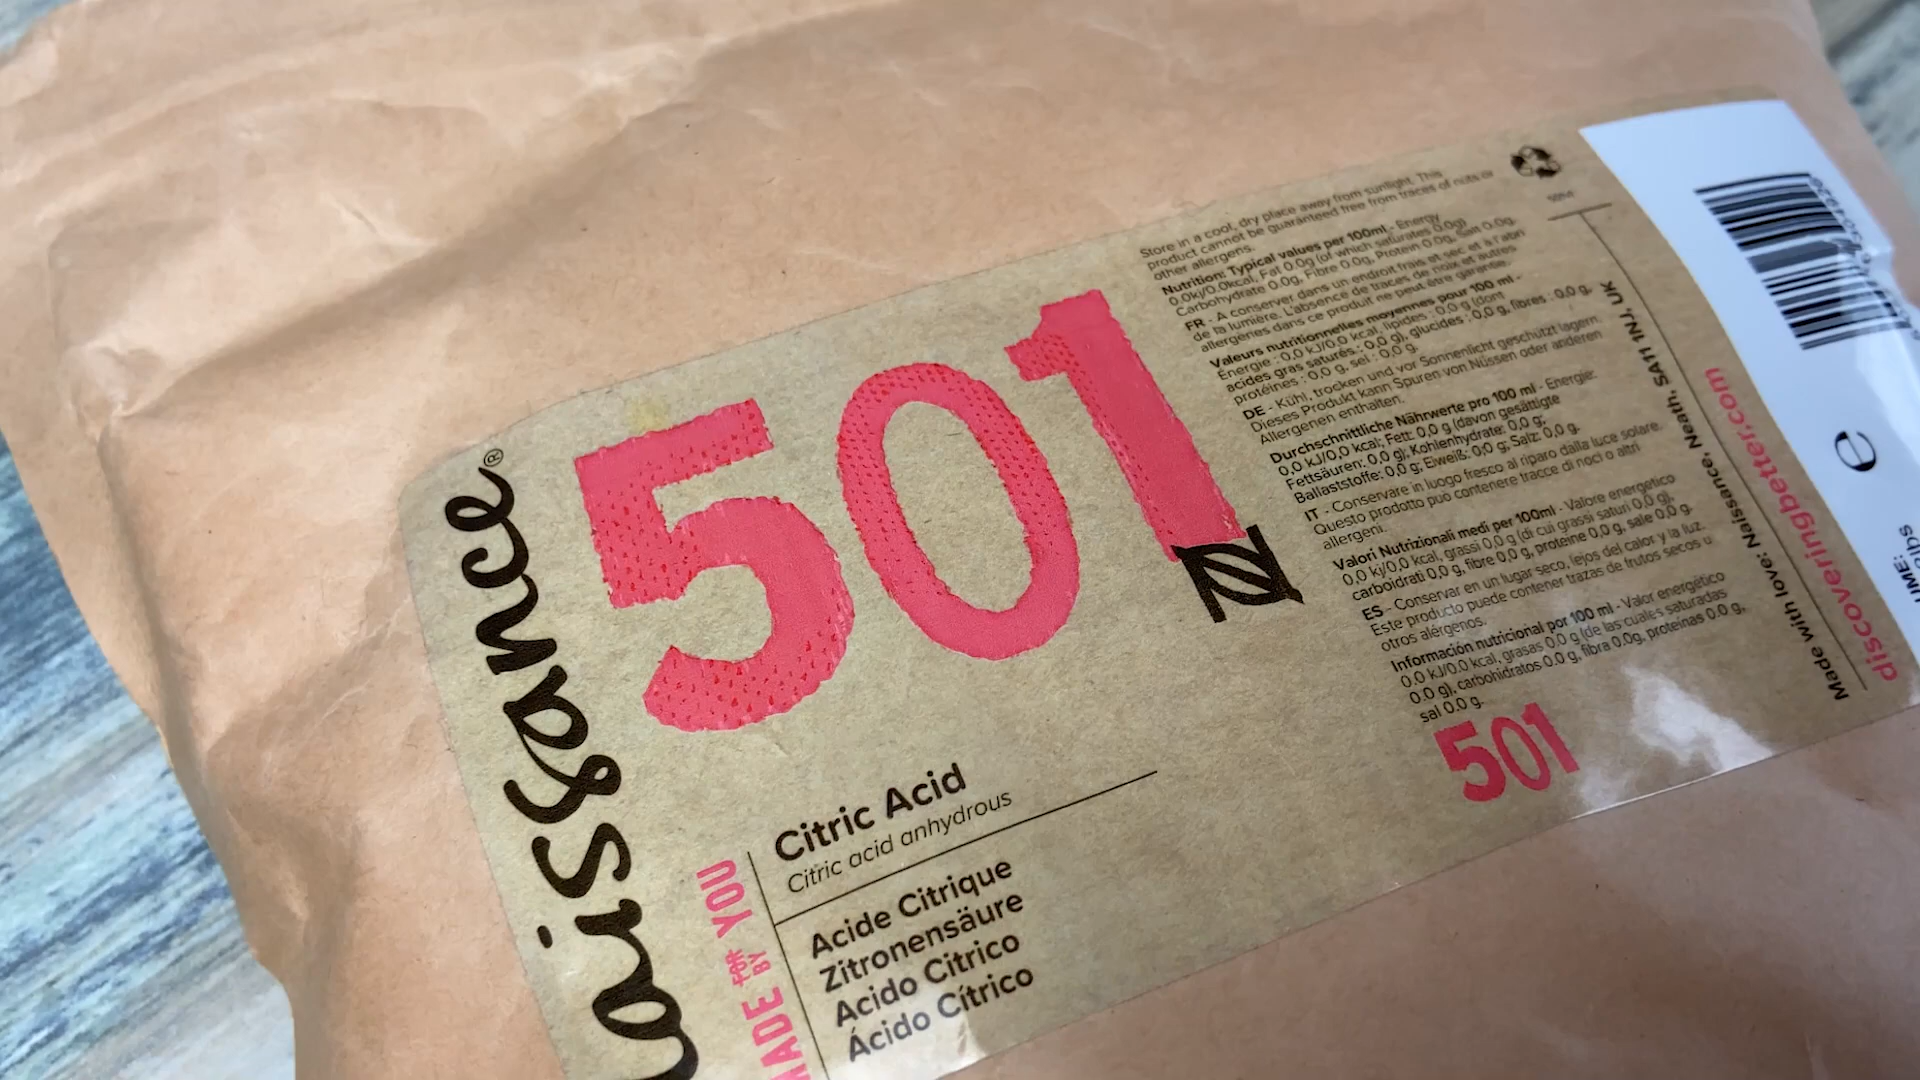 naissance®
501
MADE FOR BY YOU
Citric Acid
Citric acid anhydrous
Acide Citrique
Zitronensäure
Acido Citrico
Ácido Cítrico
Store in a cool, dry place away from sunlight. This
product cannot be guaranteed free from traces of nuts or
other allergens.
Nutrition: Typical values per 100ml - Energy
0.0kj/0.0kcal, Fat 0.0g (of which saturates 0.0g)
Carbohydrate 0.0g, Fibre 0.0g, Protein 0.0g, Salt 0.0g.
FR - A conserver dans un endroit frais et sec et à l'abri
de la lumière. L'absence de traces de noix et autres
allergènes dans ce produit ne peut être garantie.
Valeurs nutritionnelles moyennes pour 100 ml -
Énergie : 0,0 kJ/0,0 kcal, lipides : 0,0 g (dont
acides gras saturés : 0,0 g), glucides : 0,0 g, fibres : 0,0 g,
protéines : 0,0 g, sel : 0,0 g.
DE - Kühl, trocken und vor Sonnenlicht geschützt lagern.
Dieses Produkt kann Spuren von Nüssen oder anderen
Allergenen enthalten.
Durchschnittliche Nährwerte pro 100 ml - Energie:
0,0 kJ/0,0 kcal; Fett: 0,0 g (davon gesättigte
Fettsäuren: 0,0 g); Kohlenhydrate: 0,0 g;
Ballaststoffe: 0,0 g; Eiweiß: 0,0 g; Salz: 0,0 g.
IT - Conservare in luogo fresco al riparo dalla luce solare.
Questo prodotto può contenere tracce di noci o altri
allergeni.
Valori Nutrizionali medi per 100ml - Valore energetico
0,0 kj/0,0 kcal, grassi 0,0 g (di cui grassi saturi 0,0 g),
carboidrati 0,0 g, fibre 0,0 g, proteine 0,0 g, sale 0,0 g.
ES - Conservar en un lugar seco, lejos del calor y la luz.
Este producto puede contener trazas de frutos secos u
otros alérgenos.
Información nutricional por 100 ml - Valor energético
0.0 kJ/0.0 kcal, grasas 0.0 g (de las cuales saturadas
0.0 g), carbohidratos 0.0 g, fibra 0.0g, proteínas 0.0 g,
sal 0.0 g.
501
Made with love: Naissance, Neath, SA11 1NJ, UK
discoveringbetter.com
e
UME:
lbs